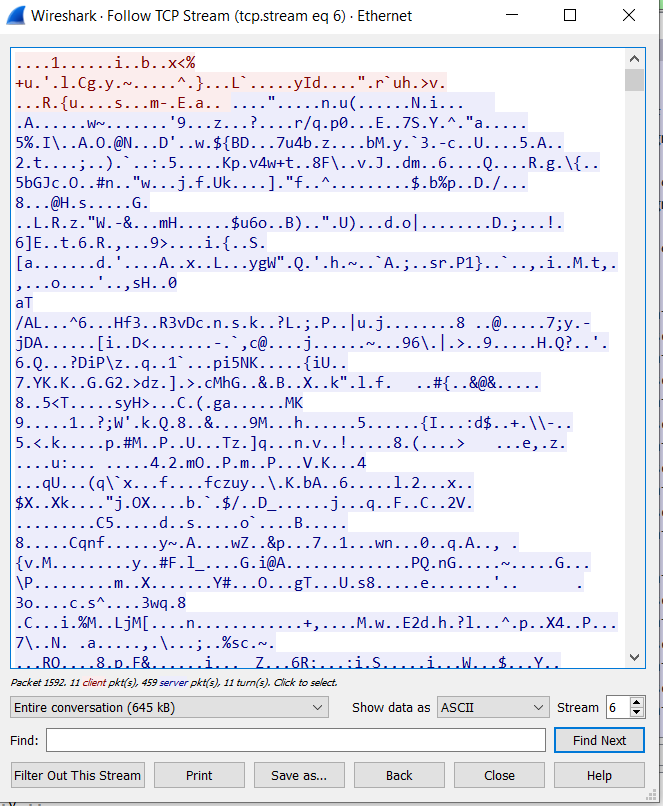 Wireshark · Follow TCP Stream (tcp.stream eq 6) · Ethernet
....1......i..b..x<%
+u.'.l.Cg.y.~.....^.}...L`.....yId....".r`uh.>v.
...R.{u....s...m-.E.a.. ....".....n.u(......N.i...
.A......w~.......'9...z...?....r/q.p0...E..7S.Y.^."a.....
5%.I\..A.O.@N...D'..w.${BD...7u4b.z....bM.y.`3.-c..U....5.A..
2.t....;..).`..:.5.....Kp.v4w+t..8F\..v.J..dm..6....Q....R.g.\{..
5bGJc.O..#n.."w...j.f.Uk....]."f..^.........$.b%p..D./...
8...@H.s.....G.
..L.R.z."W.-&...mH......$u6o..B)..".U)...d.o|........D.;...!.
6]E..t.6.R.,...9>....i.{..S.
[a.......d.'....A..x..L...ygW".Q.'.h.~..`A.;..sr.P1}..`..,.i..M.t,.
,...o....'..,sH..0
aT
/AL...^6...Hf3..R3vDc.n.s.k..?L.;.P..|u.j........8 ..@.....7;y.-
jDA......[i..D<.......-.`,c@....j......~...96\.|.>..9.....H.Q?..'.
6.Q...?DiP\z..q..1`...pi5NK.....{iU..
7.YK.K..G.G2.>dz.].>.cMhG..&.B..X..k".l.f. ..#{..&@&.....
8..5<T.....syH>...C.(.ga......MK
9.....1..?;W'.k.Q.8..&....9M...h......5......{I...:d$..+.\\-..
5.<.k.....p.#M..P..U...Tz.]q...n.v..!.....8.(....> ...e,.z.
....u:... .....4.2.mO..P.m..P...V.K...4
...qU...(q\`x...f....fczuy..\.K.bA..6.....l.2...x..
$X..Xk...."j.OX....b.`.$/..D_.......j...q..F..C..2V.
.........C5.....d..s.....o`....B.....
8.....Cqnf......y~.A....wZ..&p...7..1...wn...0..q.A.., .
{v.M.........y..#F.l_....G.i@A..............PQ.nG.....~.....G...
\P.........m..X.......Y#...O...gT...U.s8.....e.......'.. .
3o....c.s^....3wq.8
.C...i.%M..LjM[....n............+,....M.w..E2d.h.?l...^.p..X4..P...
7\..N. .a.....,.\...;..%sc.~.
...RO....8.p.F&......i... Z...6R:...:i.S.....i...W...$...Y..
Packet 1592. 11 client pkt(s), 459 server pkt(s), 11 turn(s). Click to select.
Entire conversation (645 kB) Show data as ASCII Stream 6
Find: Find Next
Filter Out This Stream Print Save as... Back Close Help